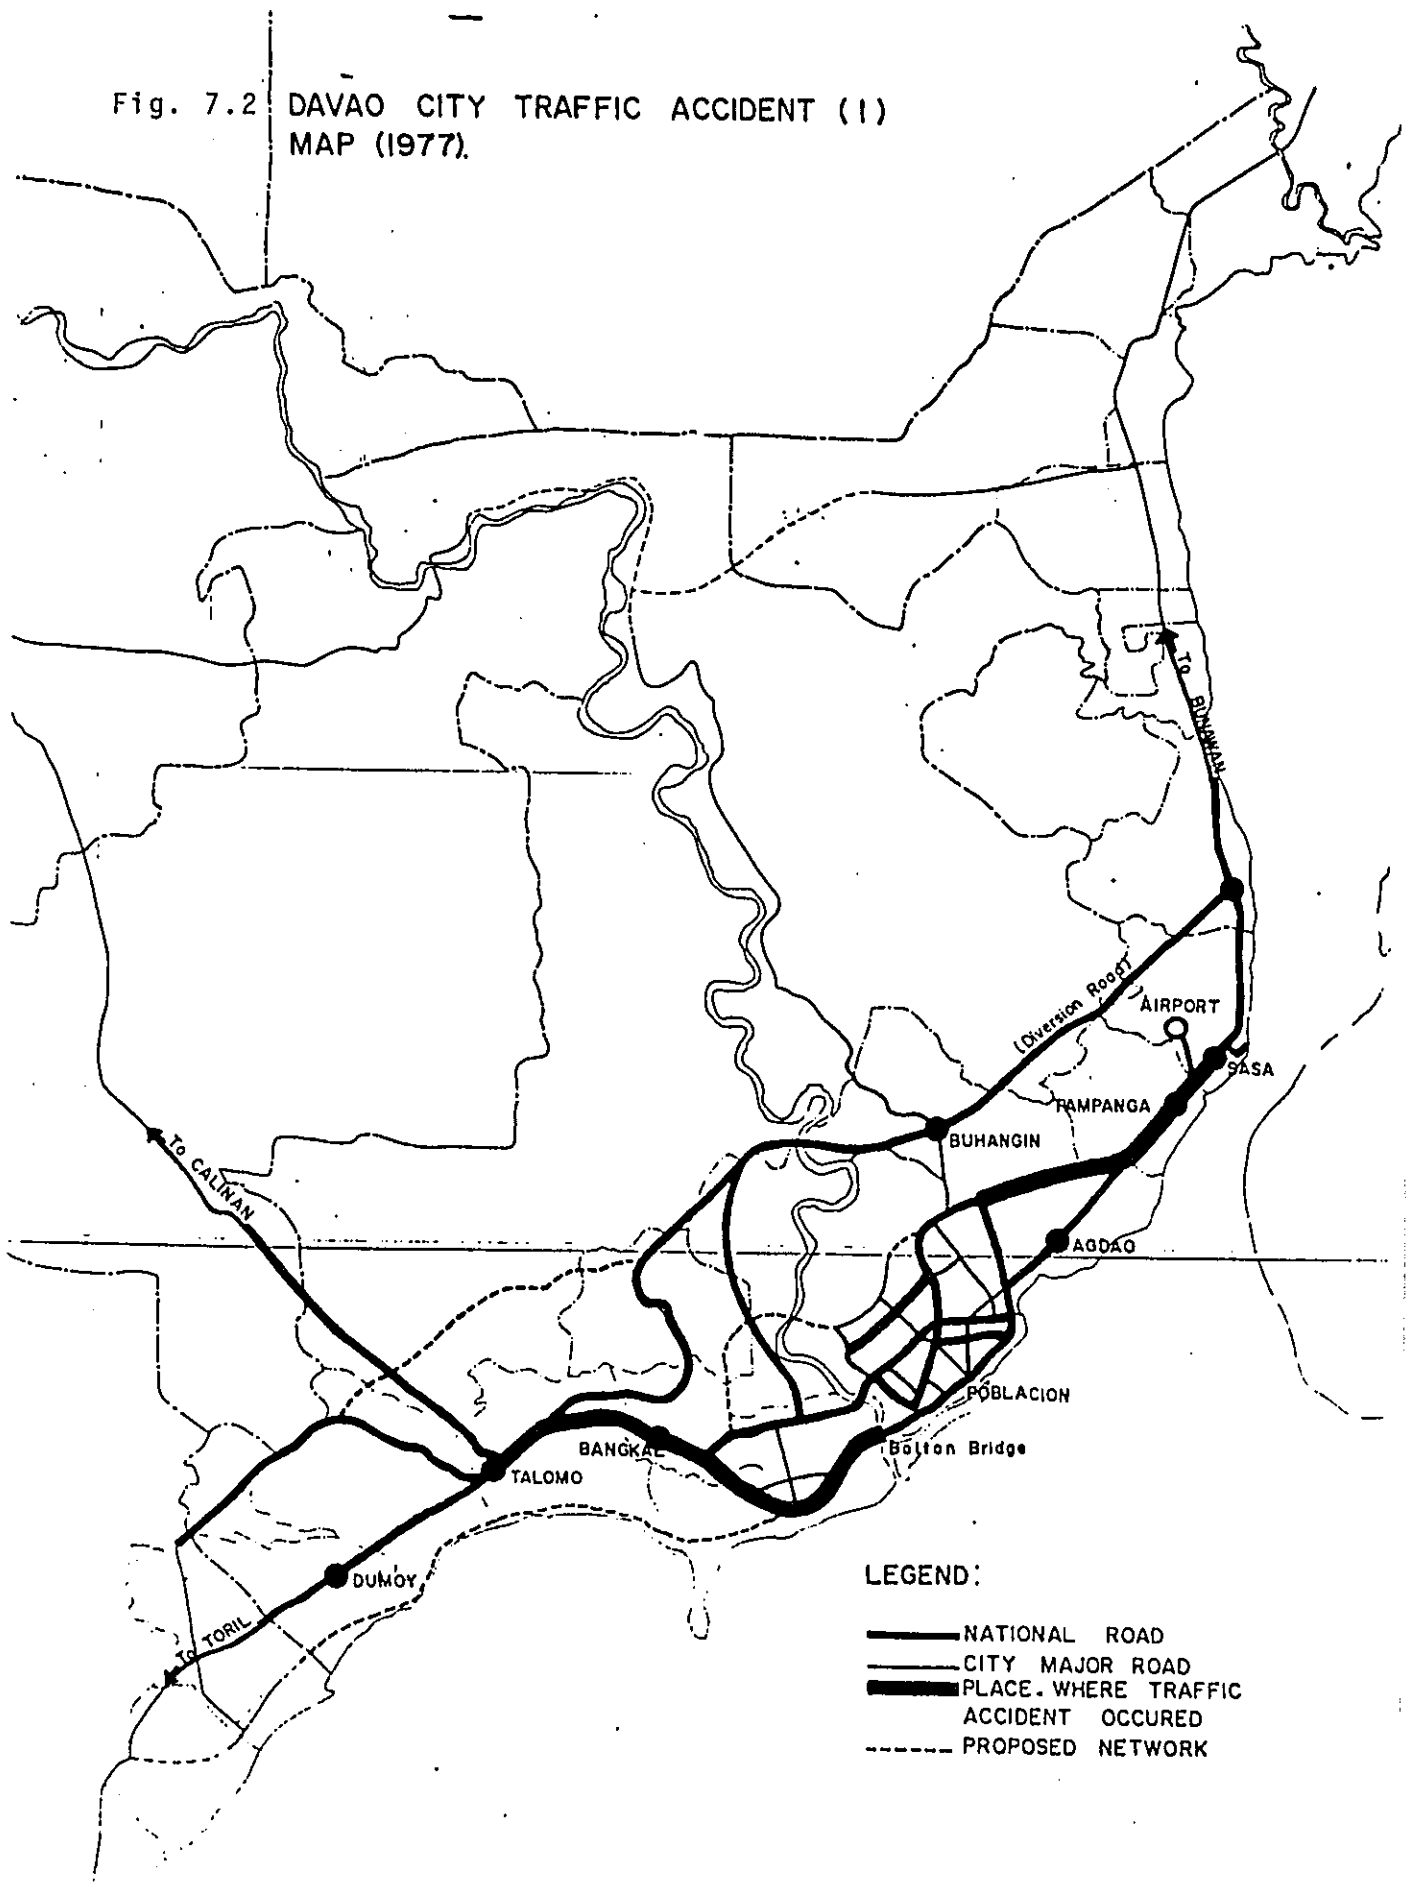 Fig. 7.2 DAVAO CITY TRAFFIC ACCIDENT (1)
MAP (1977).
To BUNAWAN
(Diversion Road)
AIRPORT
SASA
PAMPANGA
BUHANGIN
To CALINAN
AGDAO
POBLACION
BANGKAL
Bolton Bridge
TALOMO
DUMOY
To TORIL
LEGEND:
NATIONAL ROAD
CITY MAJOR ROAD
PLACE. WHERE TRAFFIC
ACCIDENT OCCURED
PROPOSED NETWORK